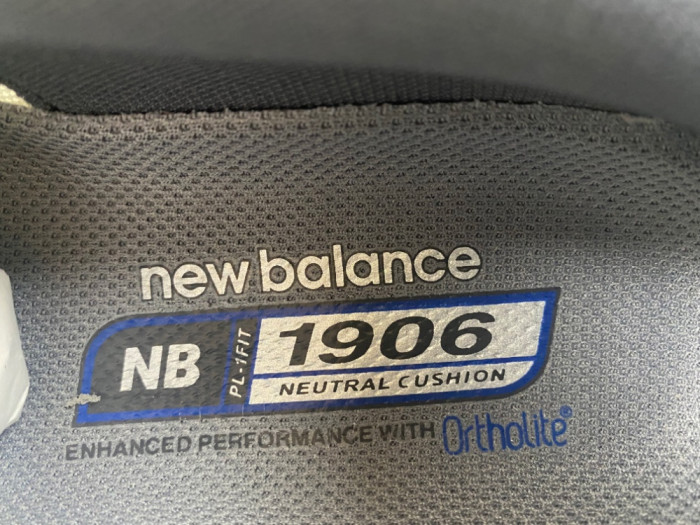 new balance
NB PL-1FIT 1906
NEUTRAL CUSHION
ENHANCED PERFORMANCE WITH Ortholite®